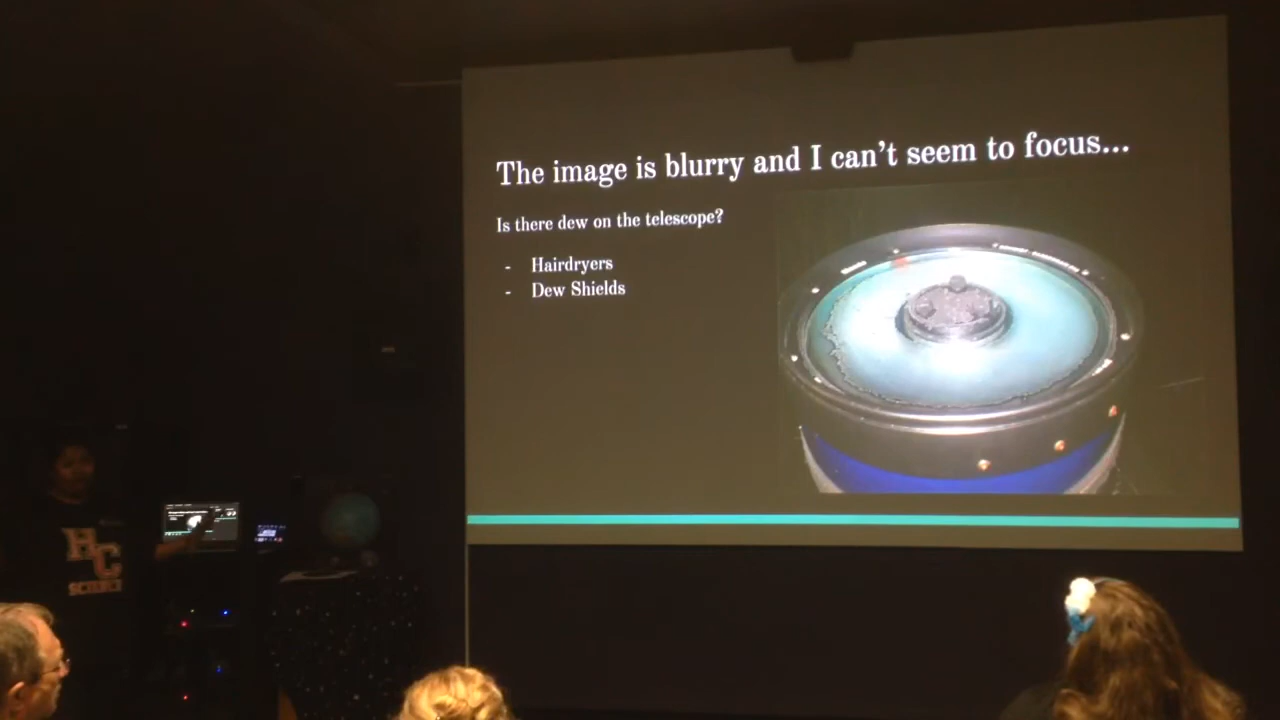 The image is blurry and I can't seem to focus...
Is there dew on the telescope?
- Hairdryers
- Dew Shields
HC
SCIENCE